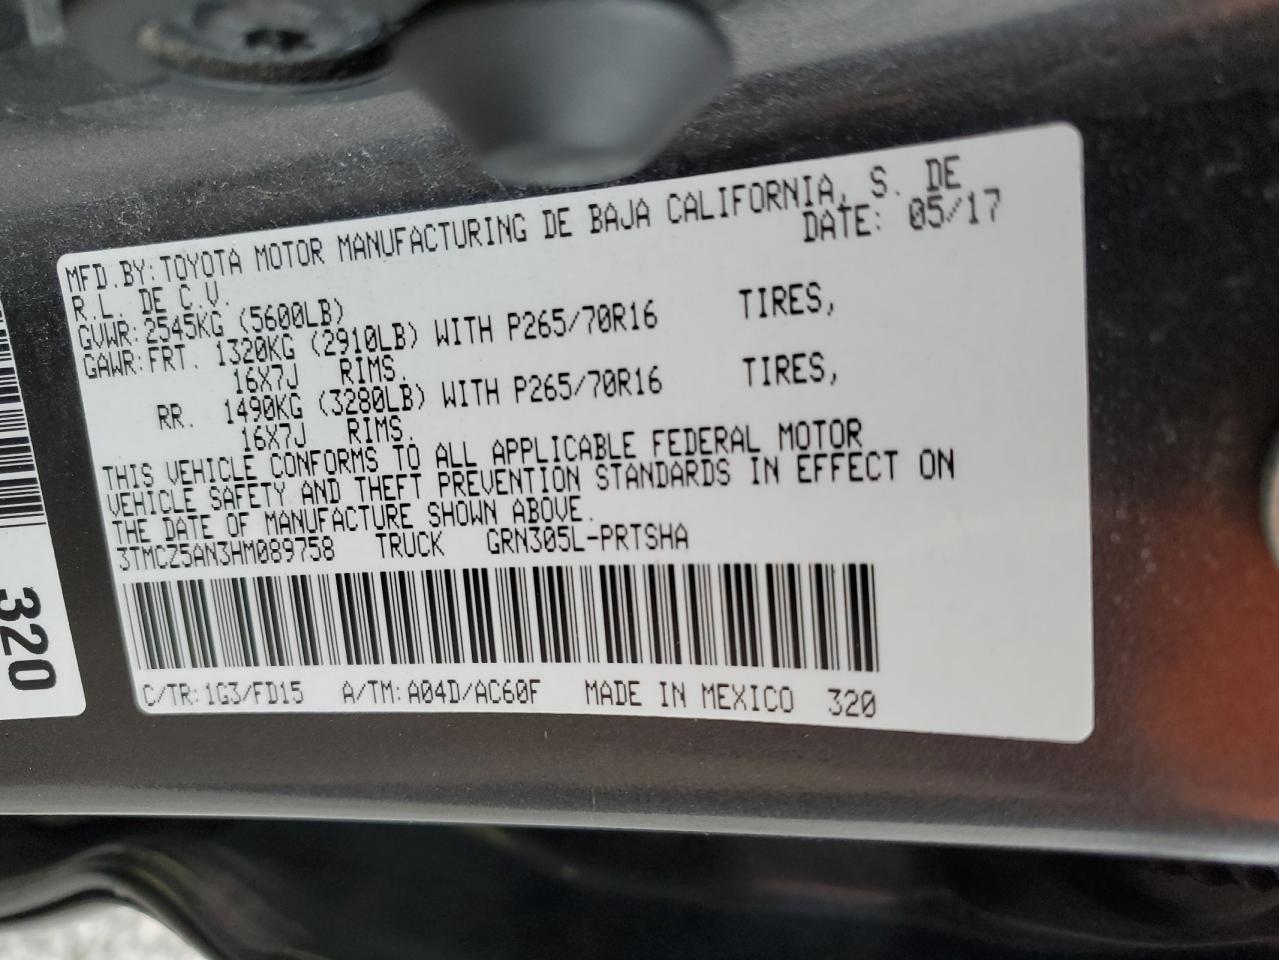 MFD.BY:TOYOTA MOTOR MANUFACTURING DE BAJA CALIFORNIA, S. DE
R.L. DE C.V. DATE: 05/17
GVWR:2545KG (5600LB)
GAWR:FRT. 1320KG (2910LB) WITH P265/70R16 TIRES,
16X7J RIMS.
RR. 1490KG (3280LB) WITH P265/70R16 TIRES,
16X7J RIMS.
THIS VEHICLE CONFORMS TO ALL APPLICABLE FEDERAL MOTOR
VEHICLE SAFETY AND THEFT PREVENTION STANDARDS IN EFFECT ON
THE DATE OF MANUFACTURE SHOWN ABOVE.
3TMCZ5AN3HM089758 TRUCK GRN305L-PRTSHA
C/TR:1G3/FD15 A/TM:A04D/AC60F MADE IN MEXICO 320
320